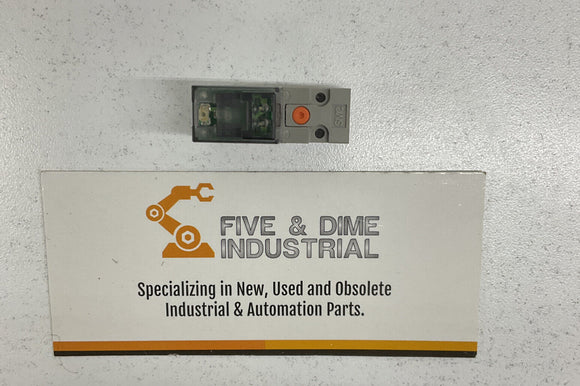 SMC
FIVE & DIME
INDUSTRIAL
Specializing in New, Used and Obsolete
Industrial & Automation Parts.